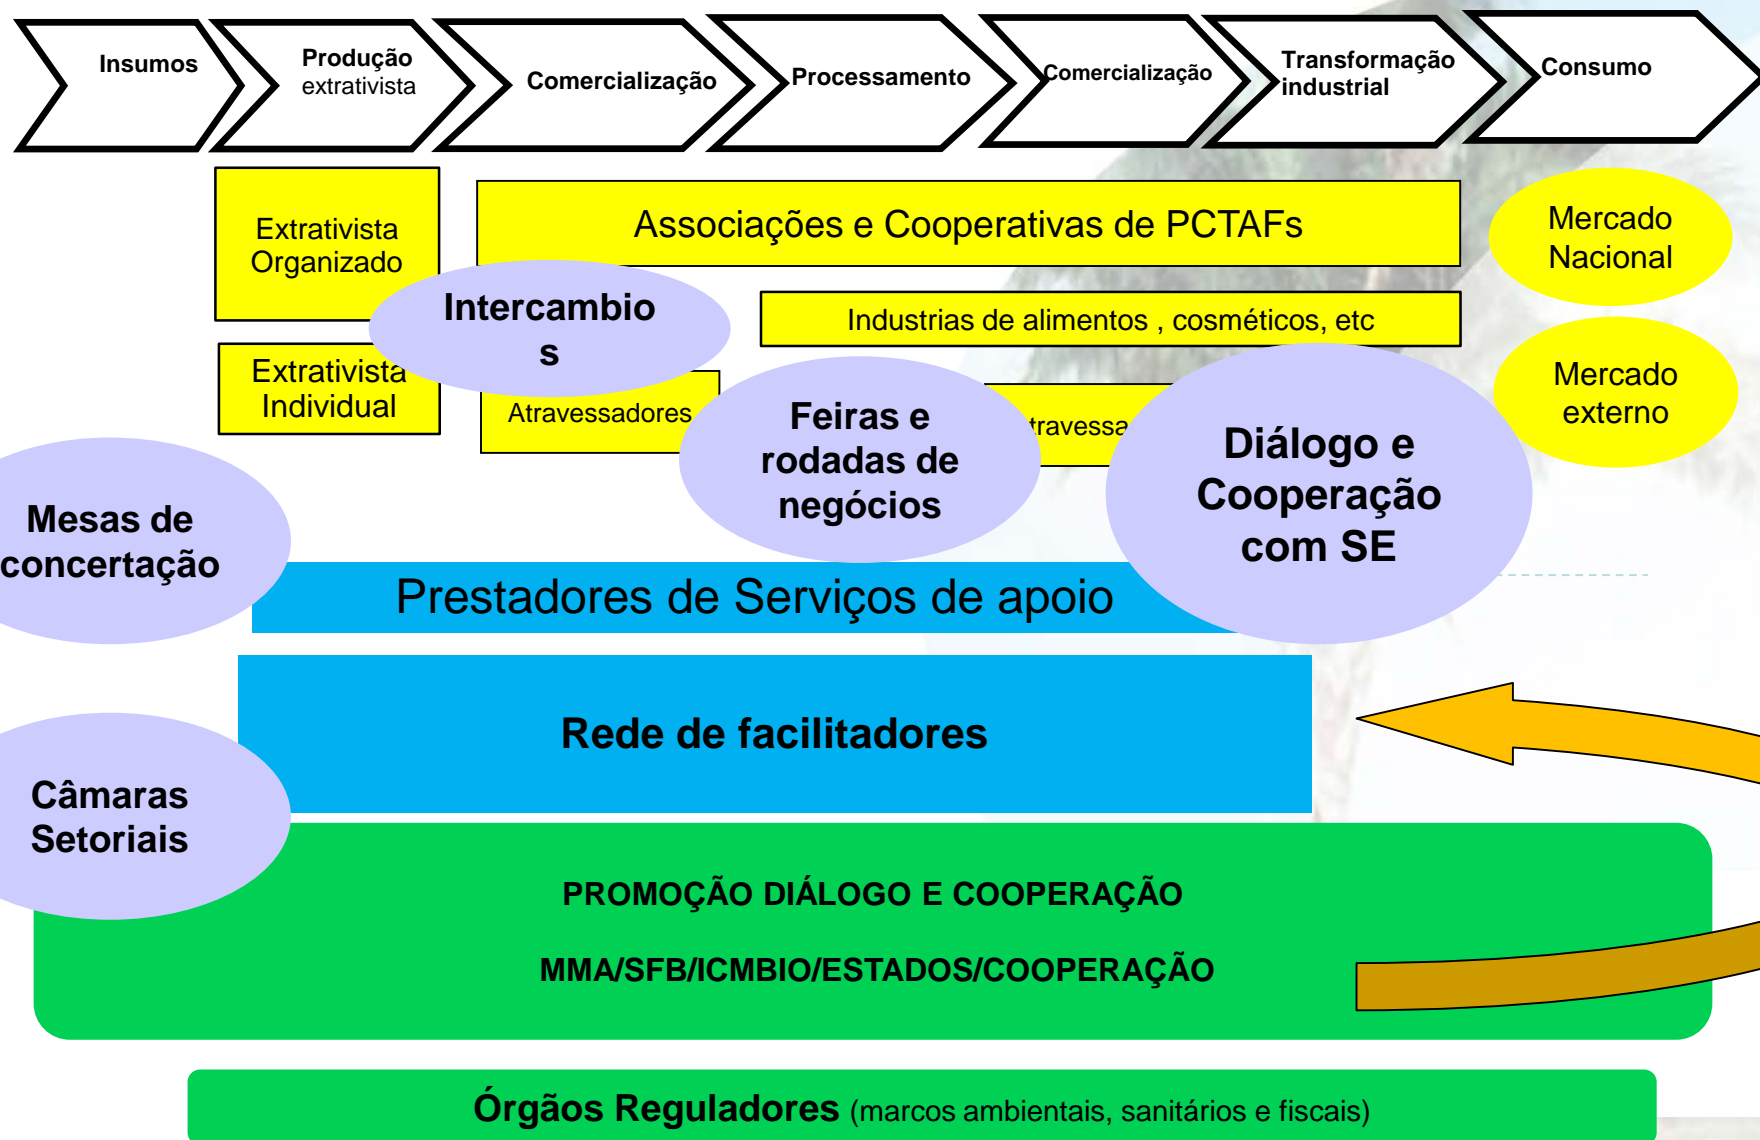 Insumos
Produção
extrativista
Comercialização
Processamento
Comercialização
Transformação
industrial
Consumo
Extrativista
Organizado
Associações e Cooperativas de PCTAFs
Mercado
Nacional
Intercambio
s
Industrias de alimentos , cosméticos, etc
Extrativista
Individual
Atravessadores
Feiras e
rodadas de
negócios
travessa
Diálogo e
Cooperação
com SE
Mercado
externo
Mesas de
concertação
Prestadores de Serviços de apoio
Rede de facilitadores
Câmaras
Setoriais
PROMOÇÃO DIÁLOGO E COOPERAÇÃO
MMA/SFB/ICMBIO/ESTADOS/COOPERAÇÃO
Órgãos Reguladores (marcos ambientais, sanitários e fiscais)